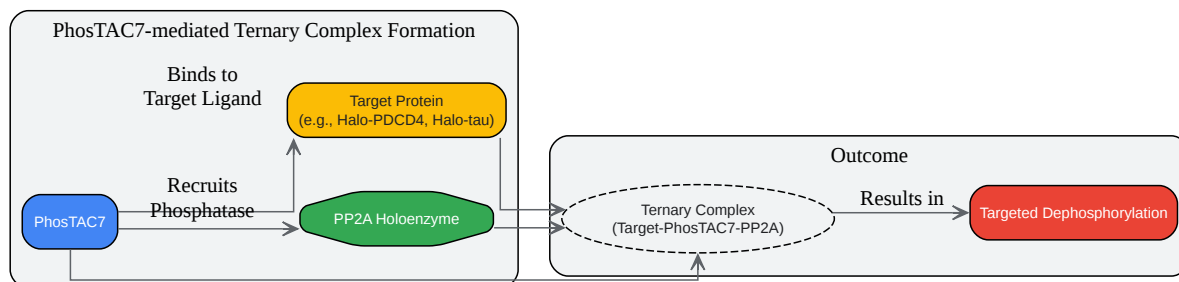 PhosTAC7-mediated Ternary Complex Formation
Binds to
Target Ligand
Target Protein
(e.g., Halo-PDCD4, Halo-tau)
Outcome
PhosTAC7
Recruits
Phosphatase
PP2A Holoenzyme
Ternary Complex
(Target-PhosTAC7-PP2A)
Results in
Targeted Dephosphorylation